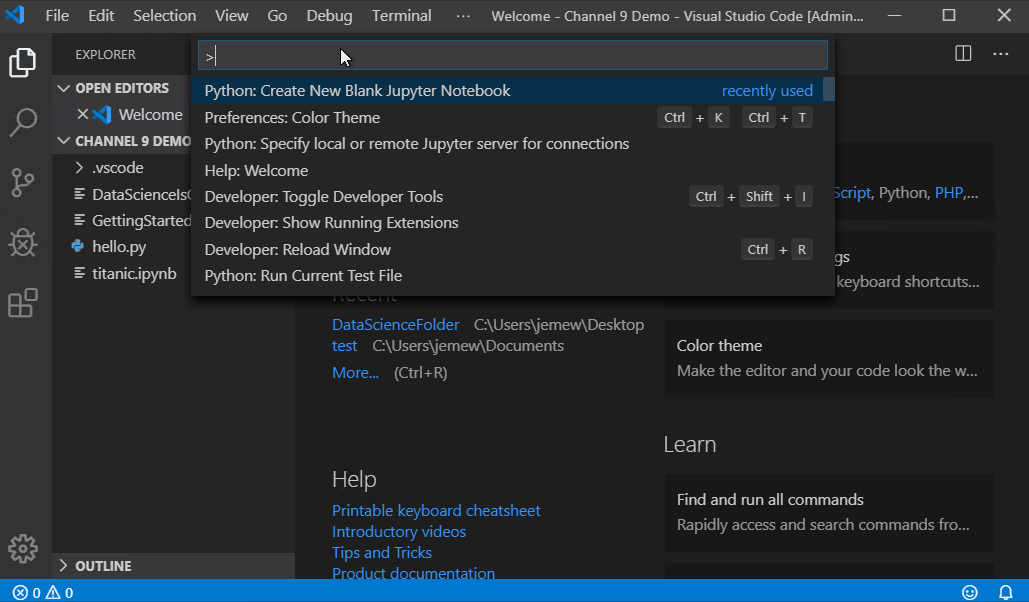 File Edit Selection View Go Debug Terminal ··· Welcome - Channel 9 Demo - Visual Studio Code [Admin...
EXPLORER
>
OPEN EDITORS
Welcome
CHANNEL 9 DEMO
.vscode
DataScienceIs
GettingStarted
hello.py
titanic.ipynb
OUTLINE
Python: Create New Blank Jupyter Notebook recently used
Preferences: Color Theme Ctrl + K Ctrl + T
Python: Specify local or remote Jupyter server for connections
Help: Welcome
Developer: Toggle Developer Tools Ctrl + Shift + I
Developer: Show Running Extensions
Developer: Reload Window Ctrl + R
Python: Run Current Test File
Recent
DataScienceFolder C:\Users\jemew\Desktop
test C:\Users\jemew\Documents
More... (Ctrl+R)
Help
Printable keyboard cheatsheet
Introductory videos
Tips and Tricks
Product documentation
Script, Python, PHP,...
gs
keyboard shortcuts...
Color theme
Make the editor and your code look the w...
Learn
Find and run all commands
Rapidly access and search commands fro...
0 0